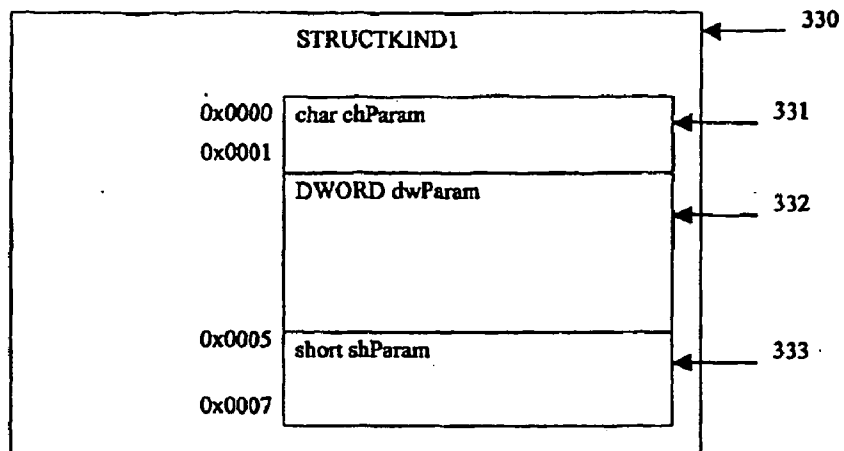 330
STRUCTKIND1
0x0000 char chParam 331
0x0001
DWORD dwParam 332
0x0005 short shParam 333
0x0007